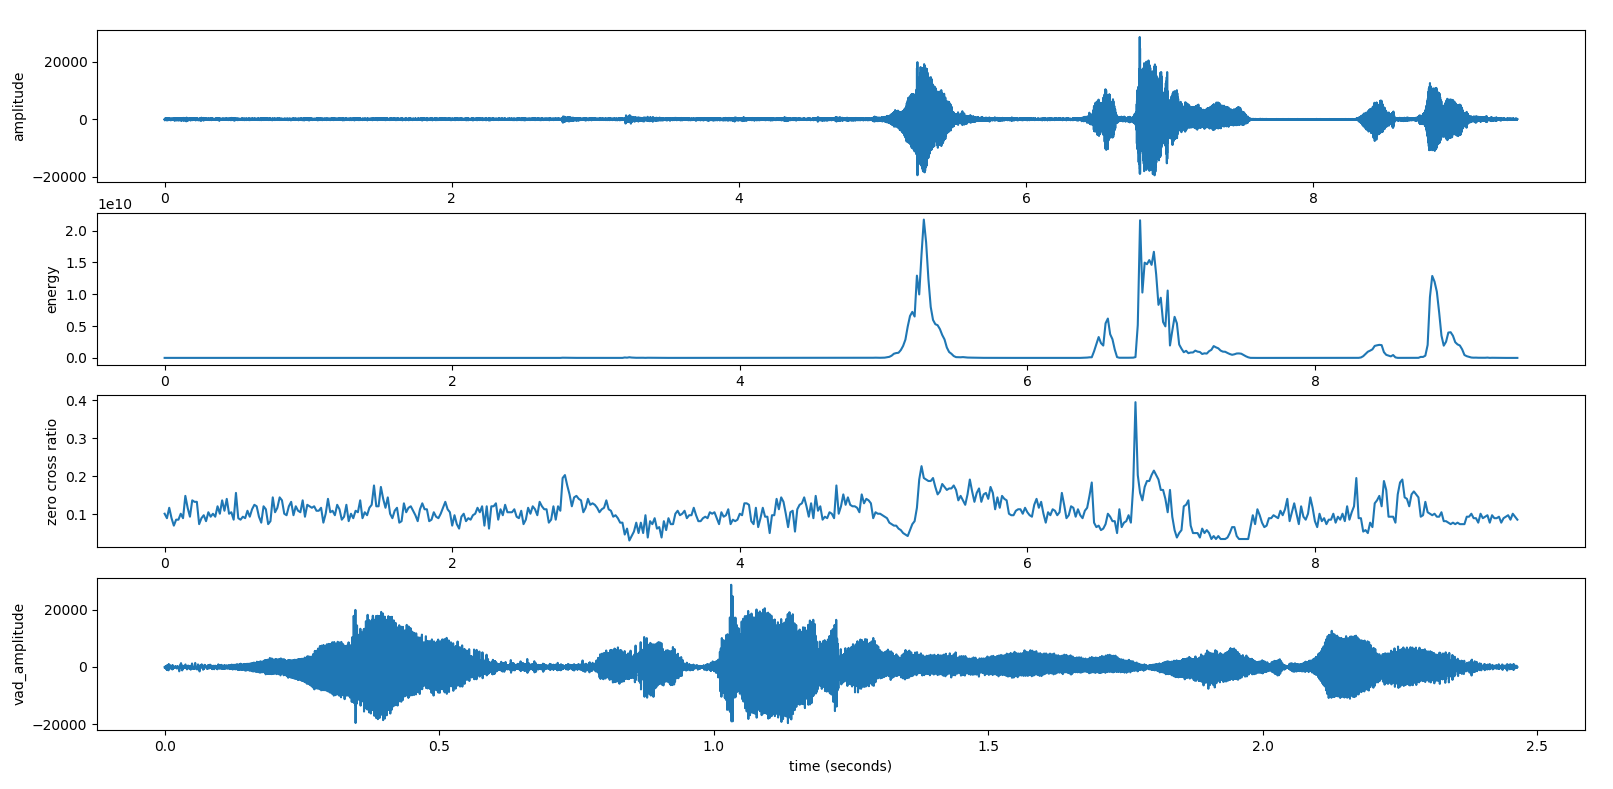 amplitude
20000
0
−20000
0 2 4 6 8
1e10
energy
2.0
1.5
1.0
0.5
0.0
0 2 4 6 8
zero cross ratio
0.4
0.3
0.2
0.1
0 2 4 6 8
vad_amplitude
20000
0
−20000
0.0 0.5 1.0 1.5 2.0 2.5
time (seconds)